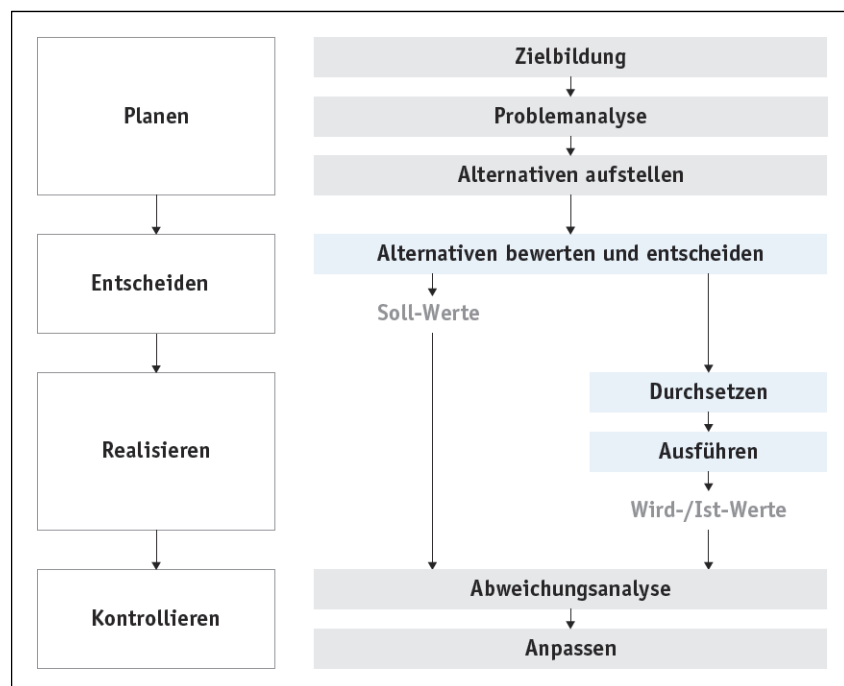 Planen
Zielbildung
Problemanalyse
Alternativen aufstellen
Entscheiden
Alternativen bewerten und entscheiden
Soll-Werte
Realisieren
Durchsetzen
Ausführen
Wird-/Ist-Werte
Kontrollieren
Abweichungsanalyse
Anpassen